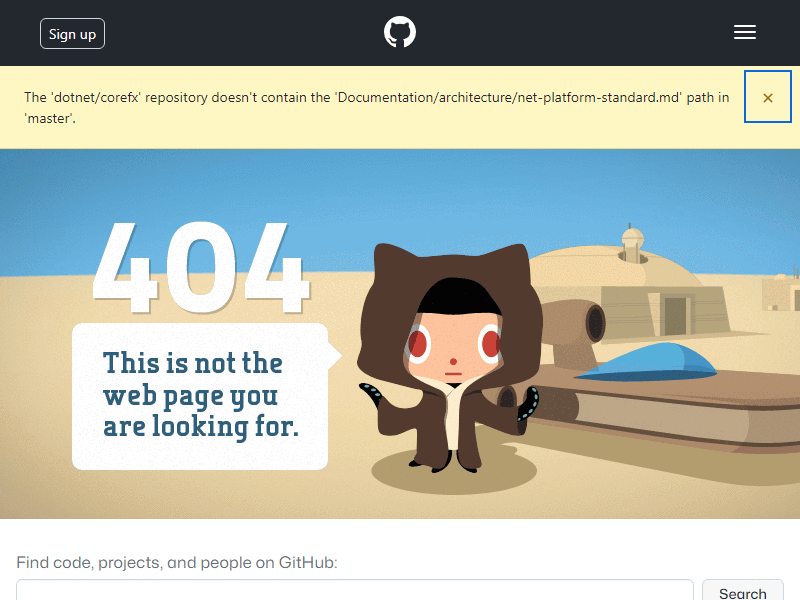 Sign up
The 'dotnet/corefx' repository doesn't contain the 'Documentation/architecture/net-platform-standard.md' path in
'master'.
404
This is not the
web page you
are looking for.
Find code, projects, and people on GitHub:
Search